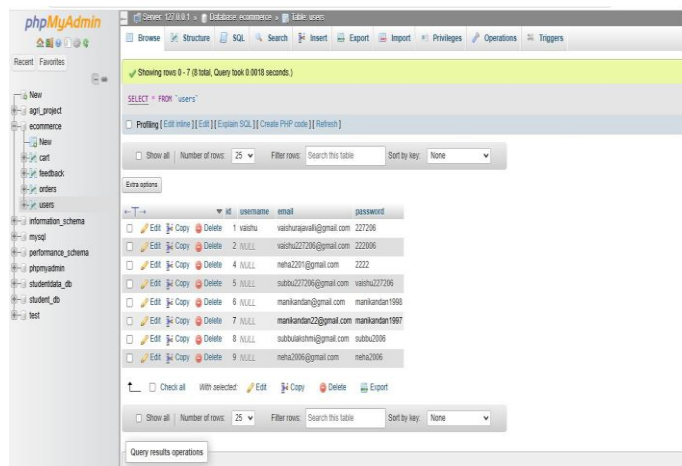 phpMyAdmin
Recent Favorites
New
agri_project
ecommerce
New
cart
feedback
orders
users
information_schema
mysql
performance_schema
phpmyadmin
studentdata_db
student_db
test
Server: 127.0.0.1 » Database: ecommerce » Table: users
Browse Structure SQL Search Insert Export Import Privileges Operations Triggers
Showing rows 0 - 7 (8 total, Query took 0.0018 seconds.)
SELECT * FROM `users`
Profiling [ Edit inline ] [ Edit ] [ Explain SQL ] [ Create PHP code ] [ Refresh ]
Show all | Number of rows: 25 Filter rows: Search this table Sort by key: None
Extra options
←T→ id username email password
Edit Copy Delete 1 vaishu vaishurajavalli@gmail.com 227206
Edit Copy Delete 2 NULL vaishu227206@gmail.com 222006
Edit Copy Delete 4 NULL neha2201@gmail.com 2222
Edit Copy Delete 5 NULL subbu227206@gmail.com vaishu227206
Edit Copy Delete 6 NULL manikandan@gmail.com manikandan1998
Edit Copy Delete 7 NULL manikandan22@gmail.com manikandan1997
Edit Copy Delete 8 NULL subbulakshmi@gmail.com subbu2006
Edit Copy Delete 9 NULL neha2006@gmail.com neha2006
Check all With selected: Edit Copy Delete Export
Show all | Number of rows: 25 Filter rows: Search this table Sort by key: None
Query results operations